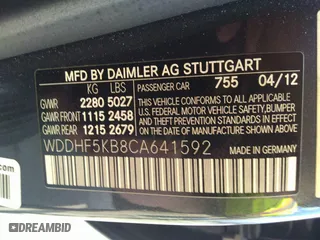 MFD BY DAIMLER AG STUTTGART
KG LBS PASSENGER CAR 755 04/12
GVWR 2280 5027
GAWR FRONT 1115 2458
GAWR REAR 1215 2679
THIS VEHICLE CONFORMS TO ALL APPLICABLE U.S. FEDERAL MOTOR VEHICLE SAFETY, BUMPER AND THEFT PREVENTION STANDARDS IN EFFECT ON THE DATE OF MANUFACTURE SHOWN ABOVE.
WDDHF5KB8CA641592
MADE IN GERMANY
s.com
DREAMBID